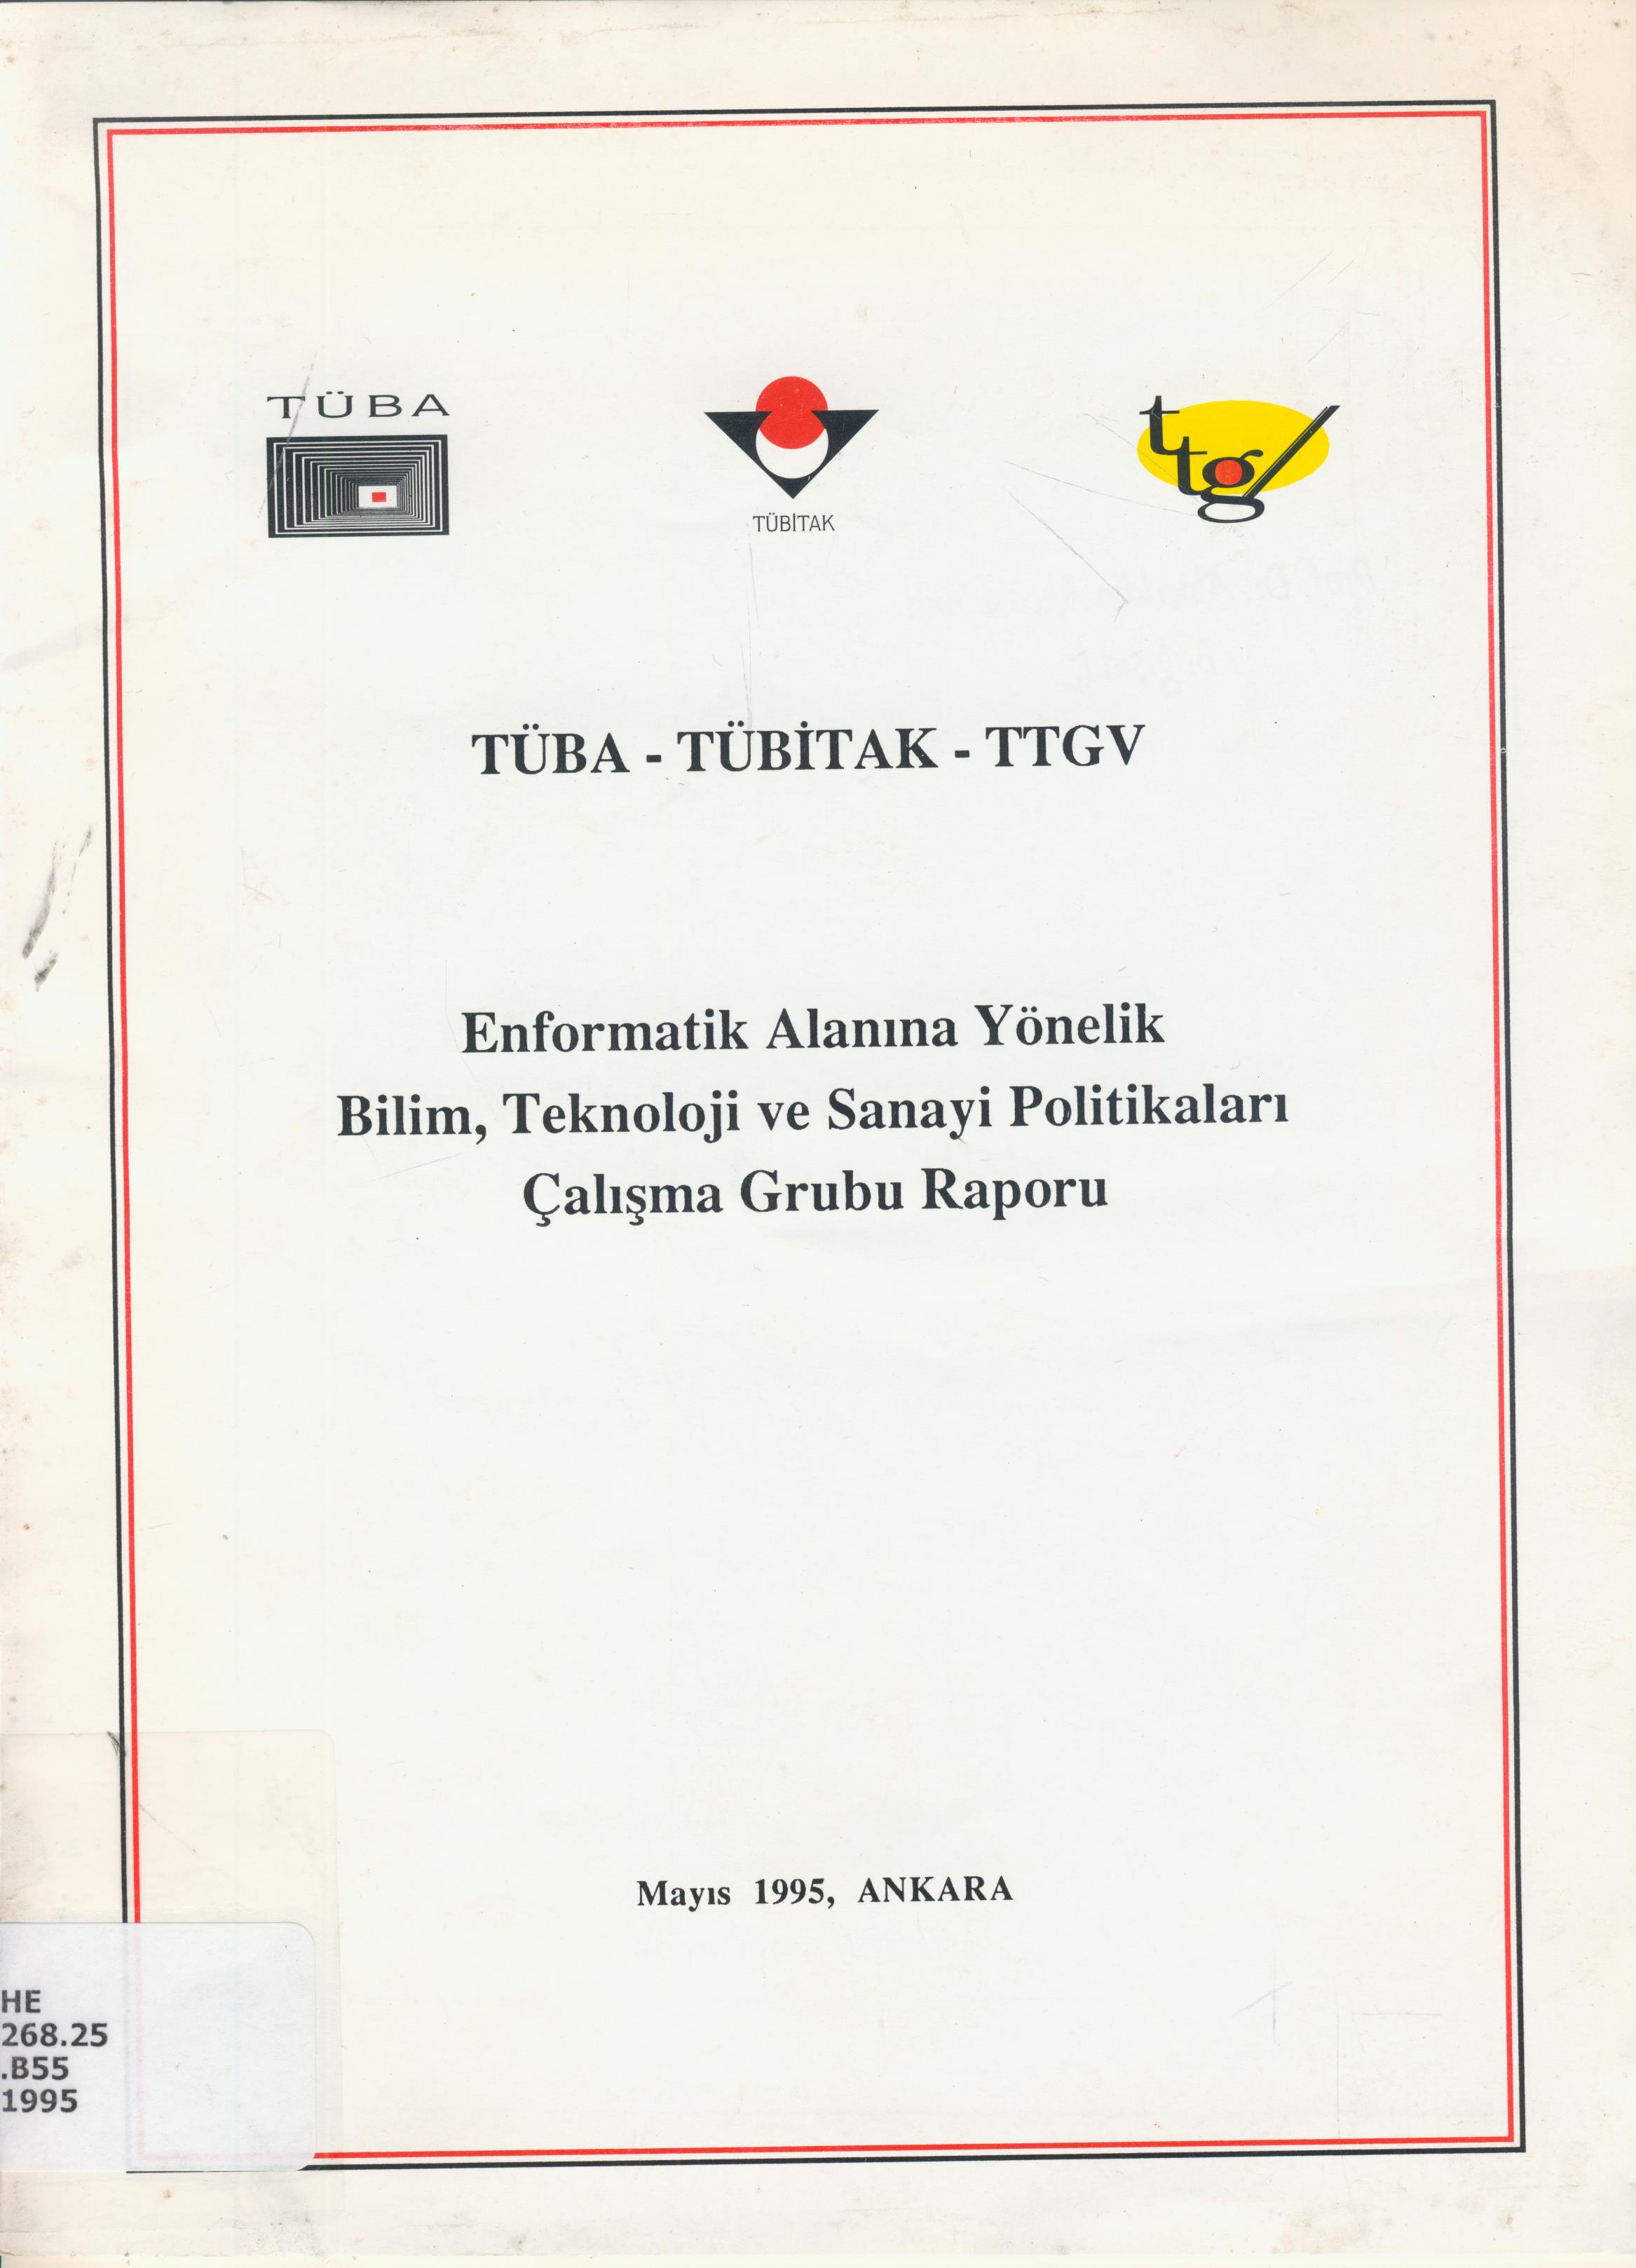 TÜBA
TÜBİTAK
ttgv
TÜBA - TÜBİTAK - TTGV
Enformatik Alanına Yönelik
Bilim, Teknoloji ve Sanayi Politikaları
Çalışma Grubu Raporu
Mayıs 1995, ANKARA
HE
268.25
.B55
1995